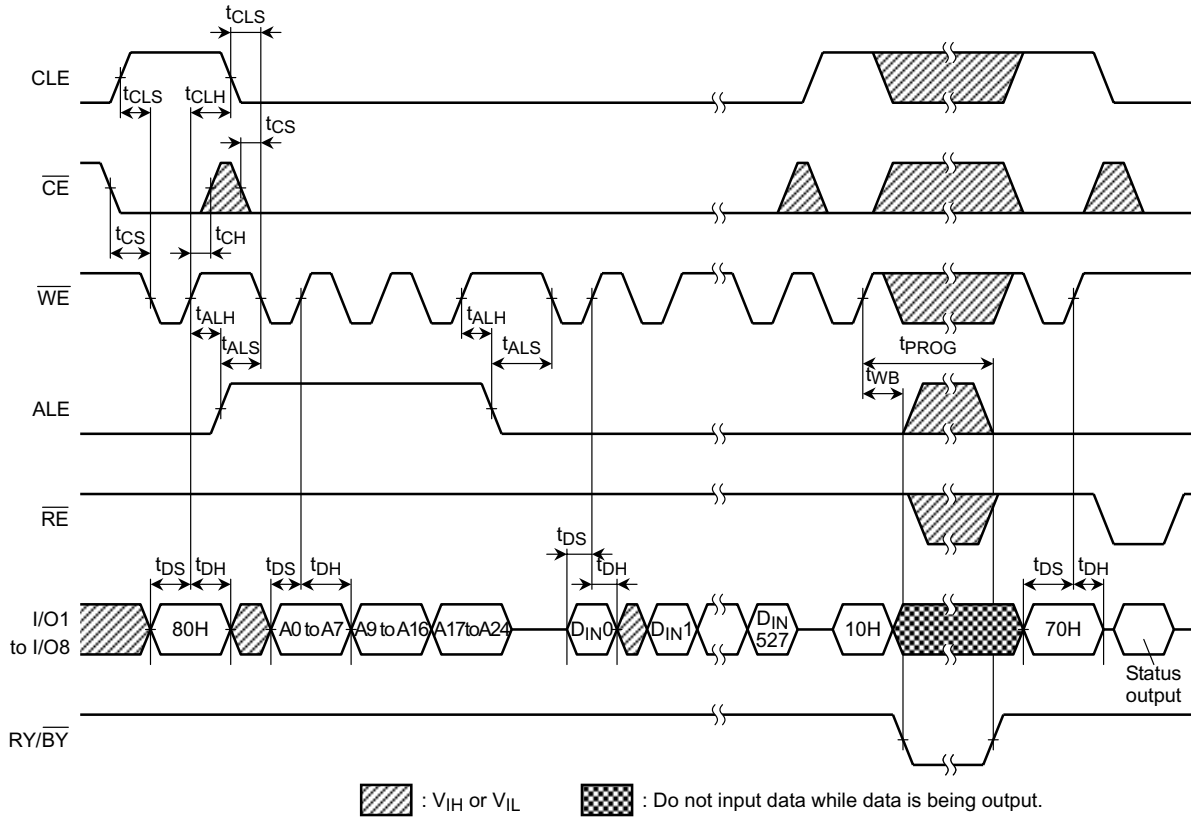 tCLS
CLE
tCLS
tCLH
tCS
CE
tCS
tCH
WE
tALH
tALS
tALH
tALS
tPROG
tWB
ALE
RE
tDS
tDH
tDS
tDH
tDS
tDH
tDS
tDH
I/O1
to I/O8
80H
A0 to A7
A9 to A16
A17 to A24
DIN0
DIN1
DIN
527
10H
70H
Status
output
RY/BY
: VIH or VIL
: Do not input data while data is being output.